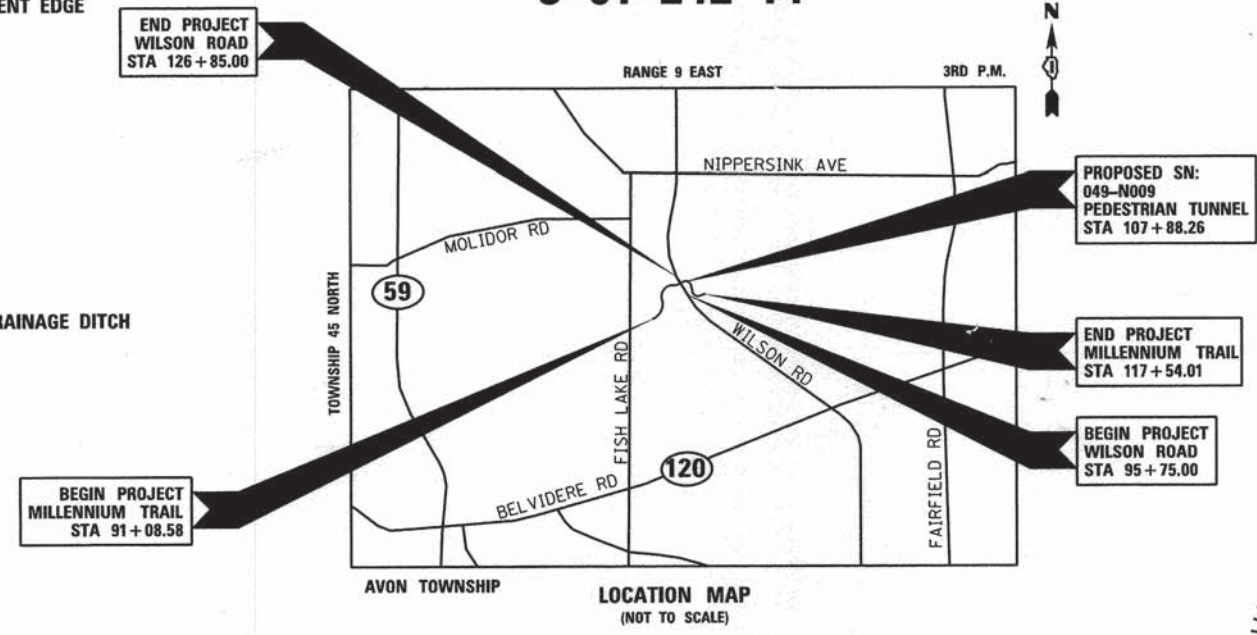 ENT EDGE
END PROJECT
WILSON ROAD
STA 126+85.00
N
RANGE 9 EAST
3RD P.M.
NIPPERSINK AVE
PROPOSED SN:
049-N009
PEDESTRIAN TUNNEL
STA 107+88.26
MOLIDOR RD
59
TOWNSHIP 45 NORTH
RAINAGE DITCH
WILSON RD
FISH LAKE RD
END PROJECT
MILLENNIUM TRAIL
STA 117+54.01
BEGIN PROJECT
WILSON ROAD
STA 95+75.00
120
FAIRFIELD RD
BELVIDERE RD
BEGIN PROJECT
MILLENNIUM TRAIL
STA 91+08.58
AVON TOWNSHIP
LOCATION MAP
(NOT TO SCALE)